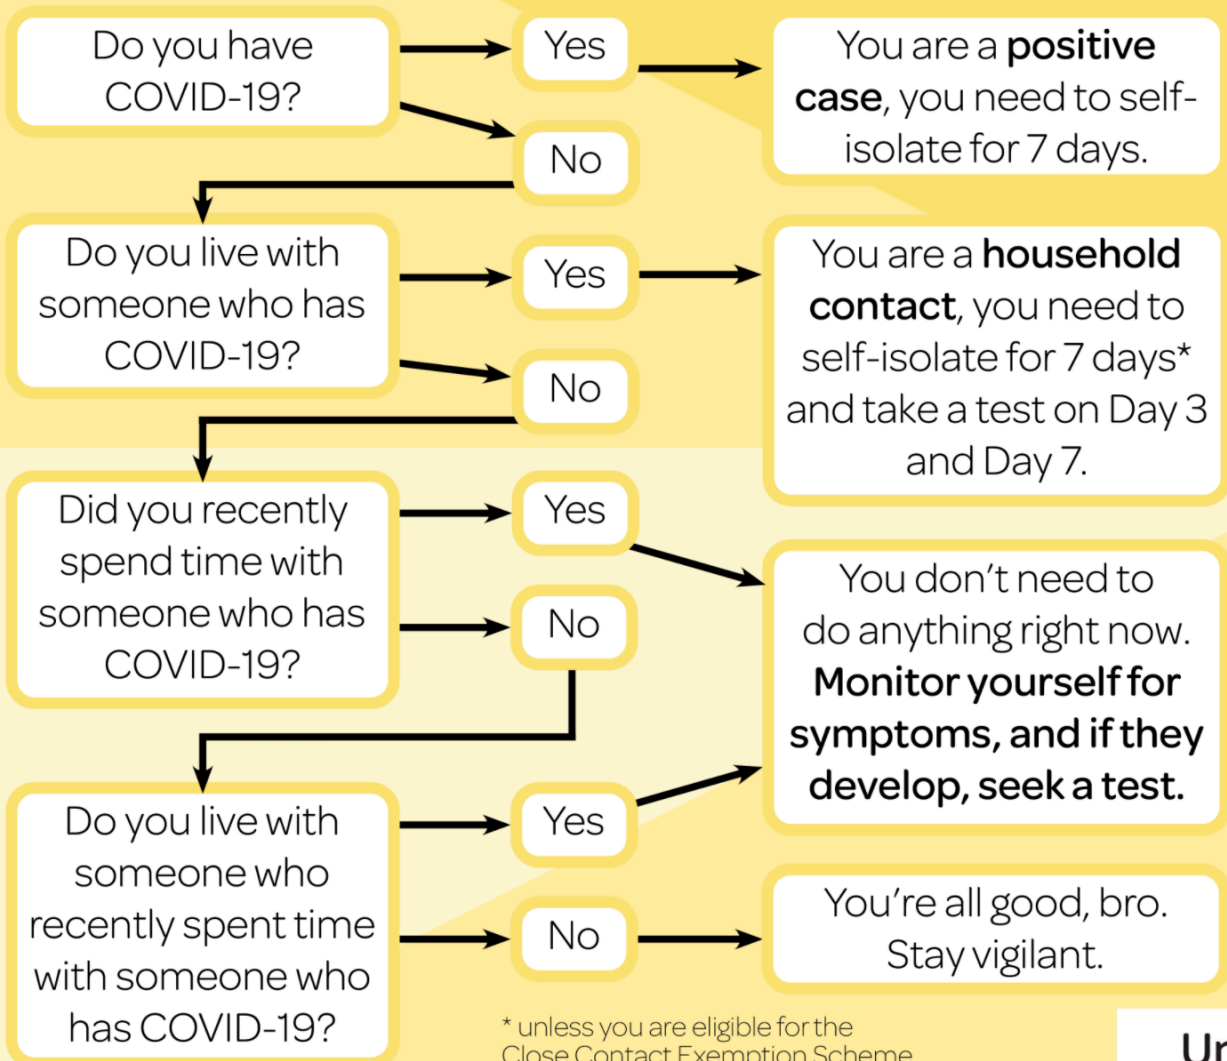 Do you have
COVID-19?
Yes
No
You are a positive
case, you need to self-
isolate for 7 days.
Do you live with
someone who has
COVID-19?
Yes
No
You are a household
contact, you need to
self-isolate for 7 days*
and take a test on Day 3
and Day 7.
Did you recently
spend time with
someone who has
COVID-19?
Yes
No
You don't need to
do anything right now.
Monitor yourself for
symptoms, and if they
develop, seek a test.
Do you live with
someone who
recently spent time
with someone who
has COVID-19?
Yes
No
You're all good, bro.
Stay vigilant.
* unless you are eligible for the
Close Contact Exemption Scheme